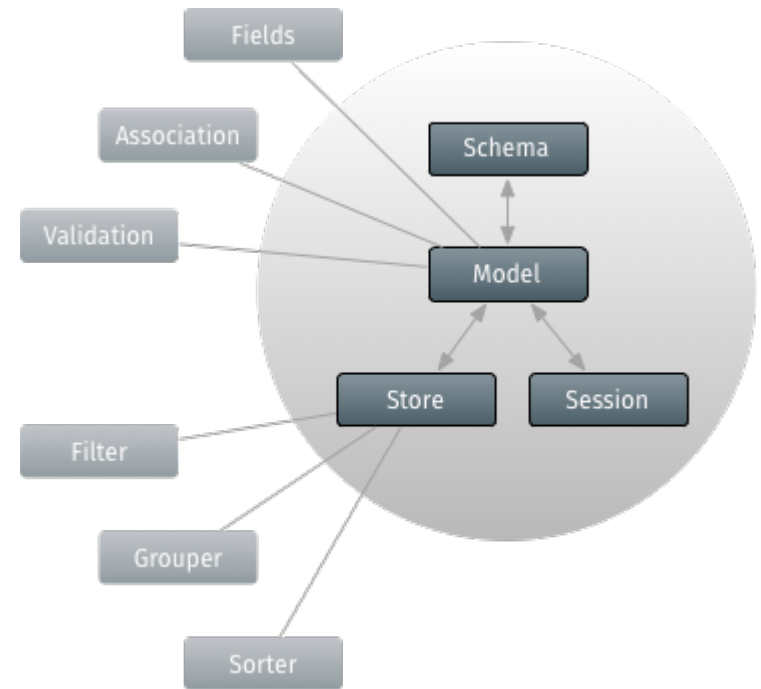 Fields
Association
Schema
Validation
Model
Store
Session
Filter
Grouper
Sorter